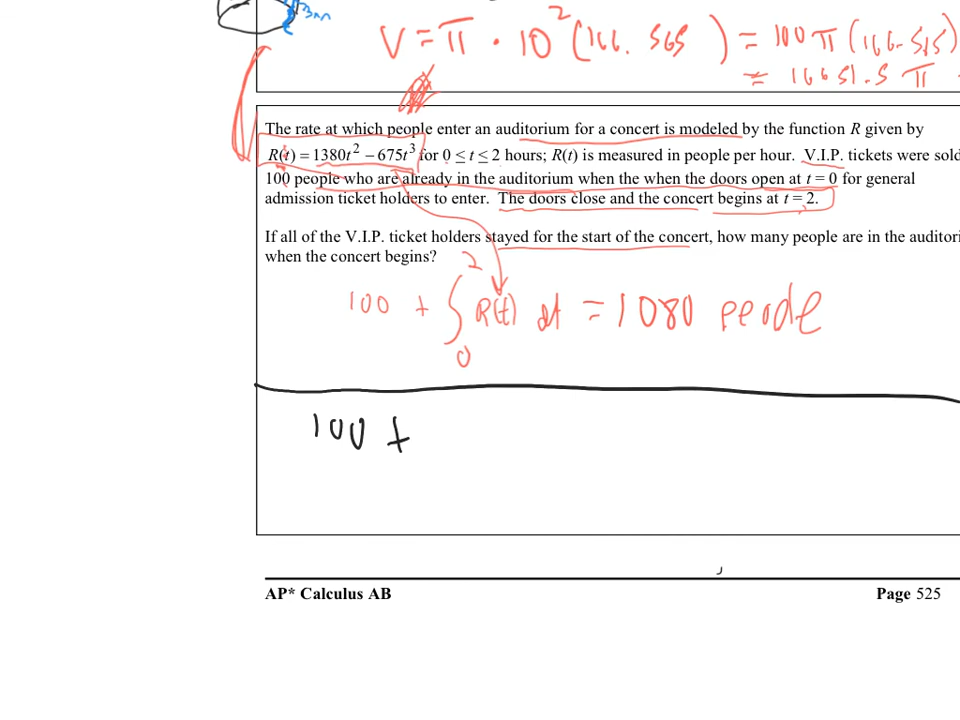 3πn
V = π · 10² (166.565) = 100π (166.515)
= 16651.5 π
The rate at which people enter an auditorium for a concert is modeled by the function R given by
R(t) = 1380t² − 675t³ for 0 ≤ t ≤ 2 hours; R(t) is measured in people per hour. V.I.P. tickets were sold
100 people who are already in the auditorium when the when the doors open at t = 0 for general
admission ticket holders to enter. The doors close and the concert begins at t = 2.
If all of the V.I.P. ticket holders stayed for the start of the concert, how many people are in the auditori
when the concert begins?
100 + ∫₀² R(t) dt = 1080 people
100 +
AP* Calculus AB Page 525